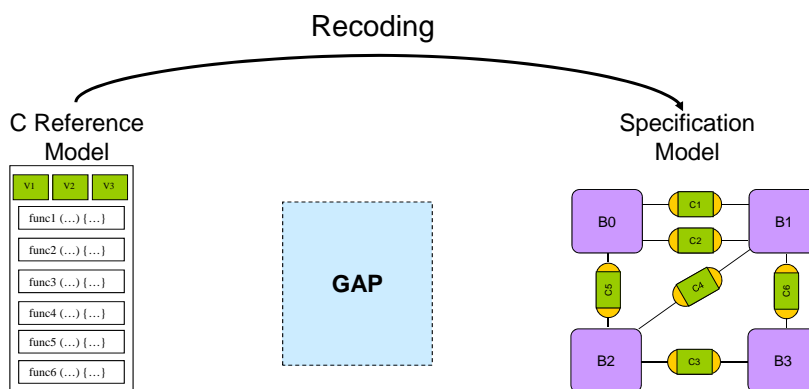 Recoding
C Reference
Model
V1 V2 V3
func1 (…) {…}
func2 (…) {…}
func3 (…) {…}
func4 (…) {…}
func5 (…) {…}
func6 (…) {…}
GAP
Specification
Model
B0 C1 B1
C2
C5 C4 C6
B2 C3 B3